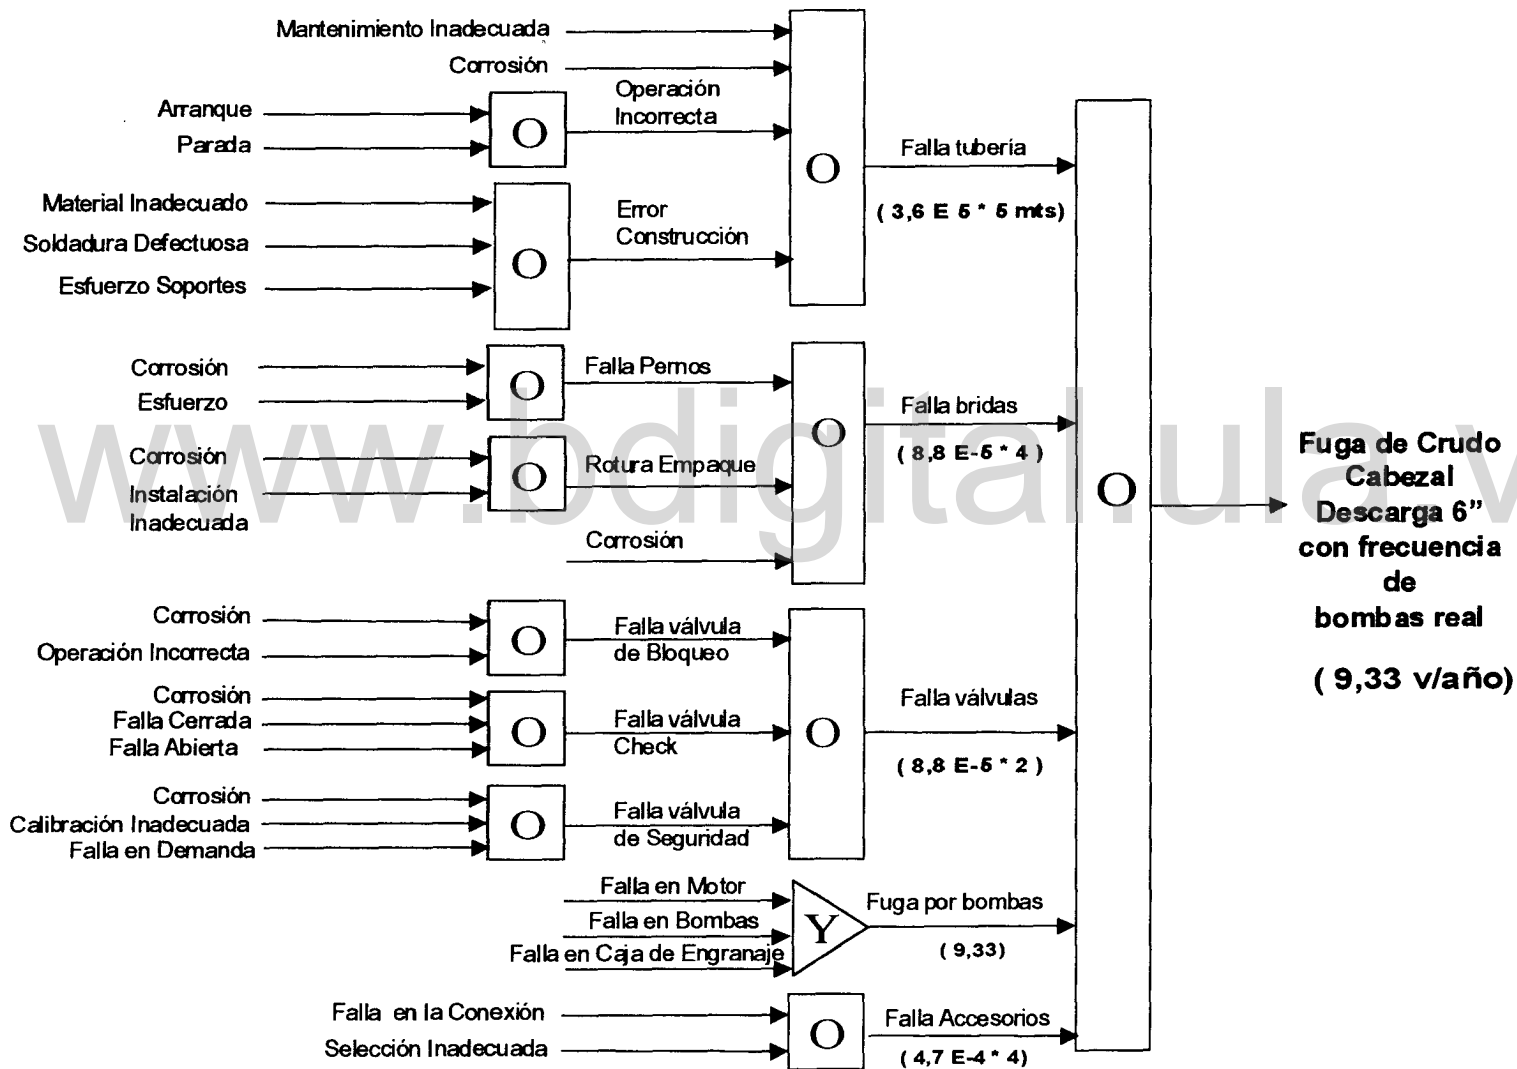 Mantenimiento Inadecuada
Corrosión
Arranque
Parada
O
Operación
Incorrecta
Material Inadecuado
Soldadura Defectuosa
Esfuerzo Soportes
O
Error
Construcción
O
Falla tubería
( 3,6 E 5 * 5 mts)
Corrosión
Esfuerzo
O
Falla Pernos
Corrosión
Instalación
Inadecuada
O
Rotura Empaque
Corrosión
O
Falla bridas
( 8,8 E-5 * 4 )
Corrosión
Operación Incorrecta
O
Falla válvula
de Bloqueo
Corrosión
Falla Cerrada
Falla Abierta
O
Falla válvula
Check
Corrosión
Calibración Inadecuada
Falla en Demanda
O
Falla válvula
de Seguridad
O
Falla válvulas
( 8,8 E-5 * 2 )
Falla en Motor
Falla en Bombas
Falla en Caja de Engranaje
Y
Fuga por bombas
( 9,33)
Falla en la Conexión
Selección Inadecuada
O
Falla Accesorios
( 4,7 E-4 * 4)
O
Fuga de Crudo
Cabezal
Descarga 6”
con frecuencia
de
bombas real
( 9,33 v/año)
www.bdigital.ula.v